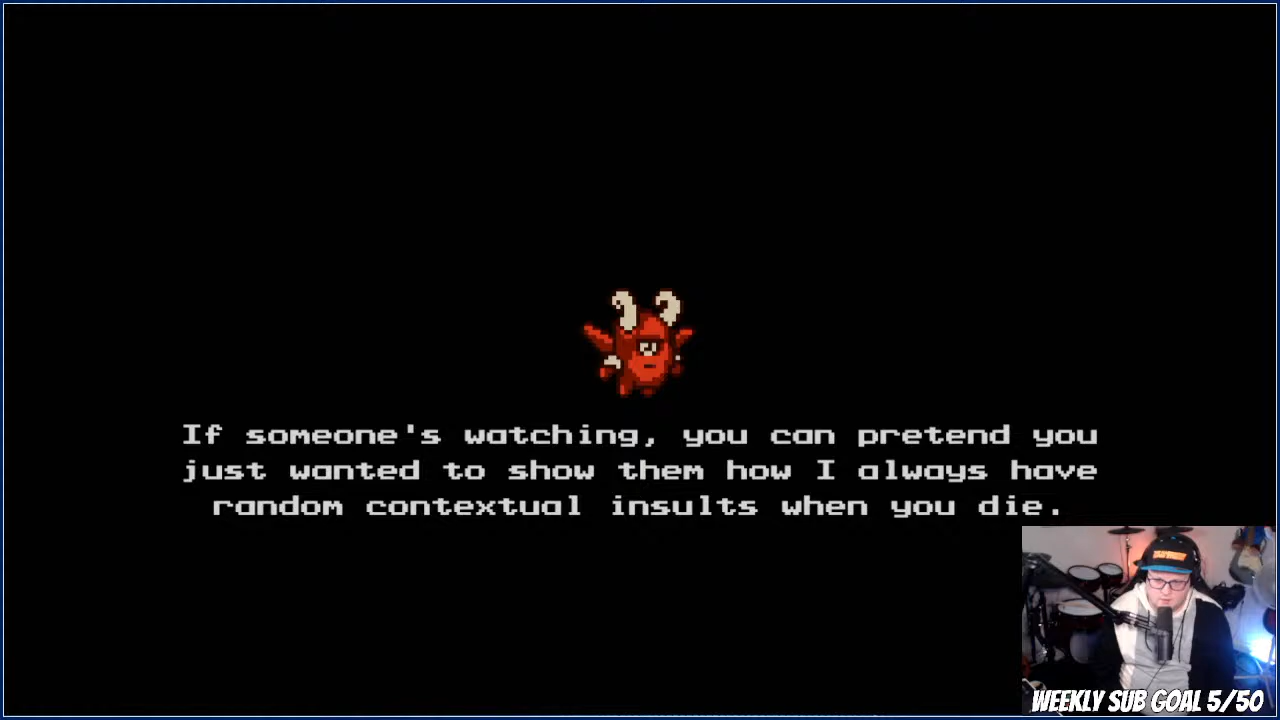 If someone's watching, you can pretend you
just wanted to show them how I always have
random contextual insults when you die.
WEEKLY SUB GOAL 5/50